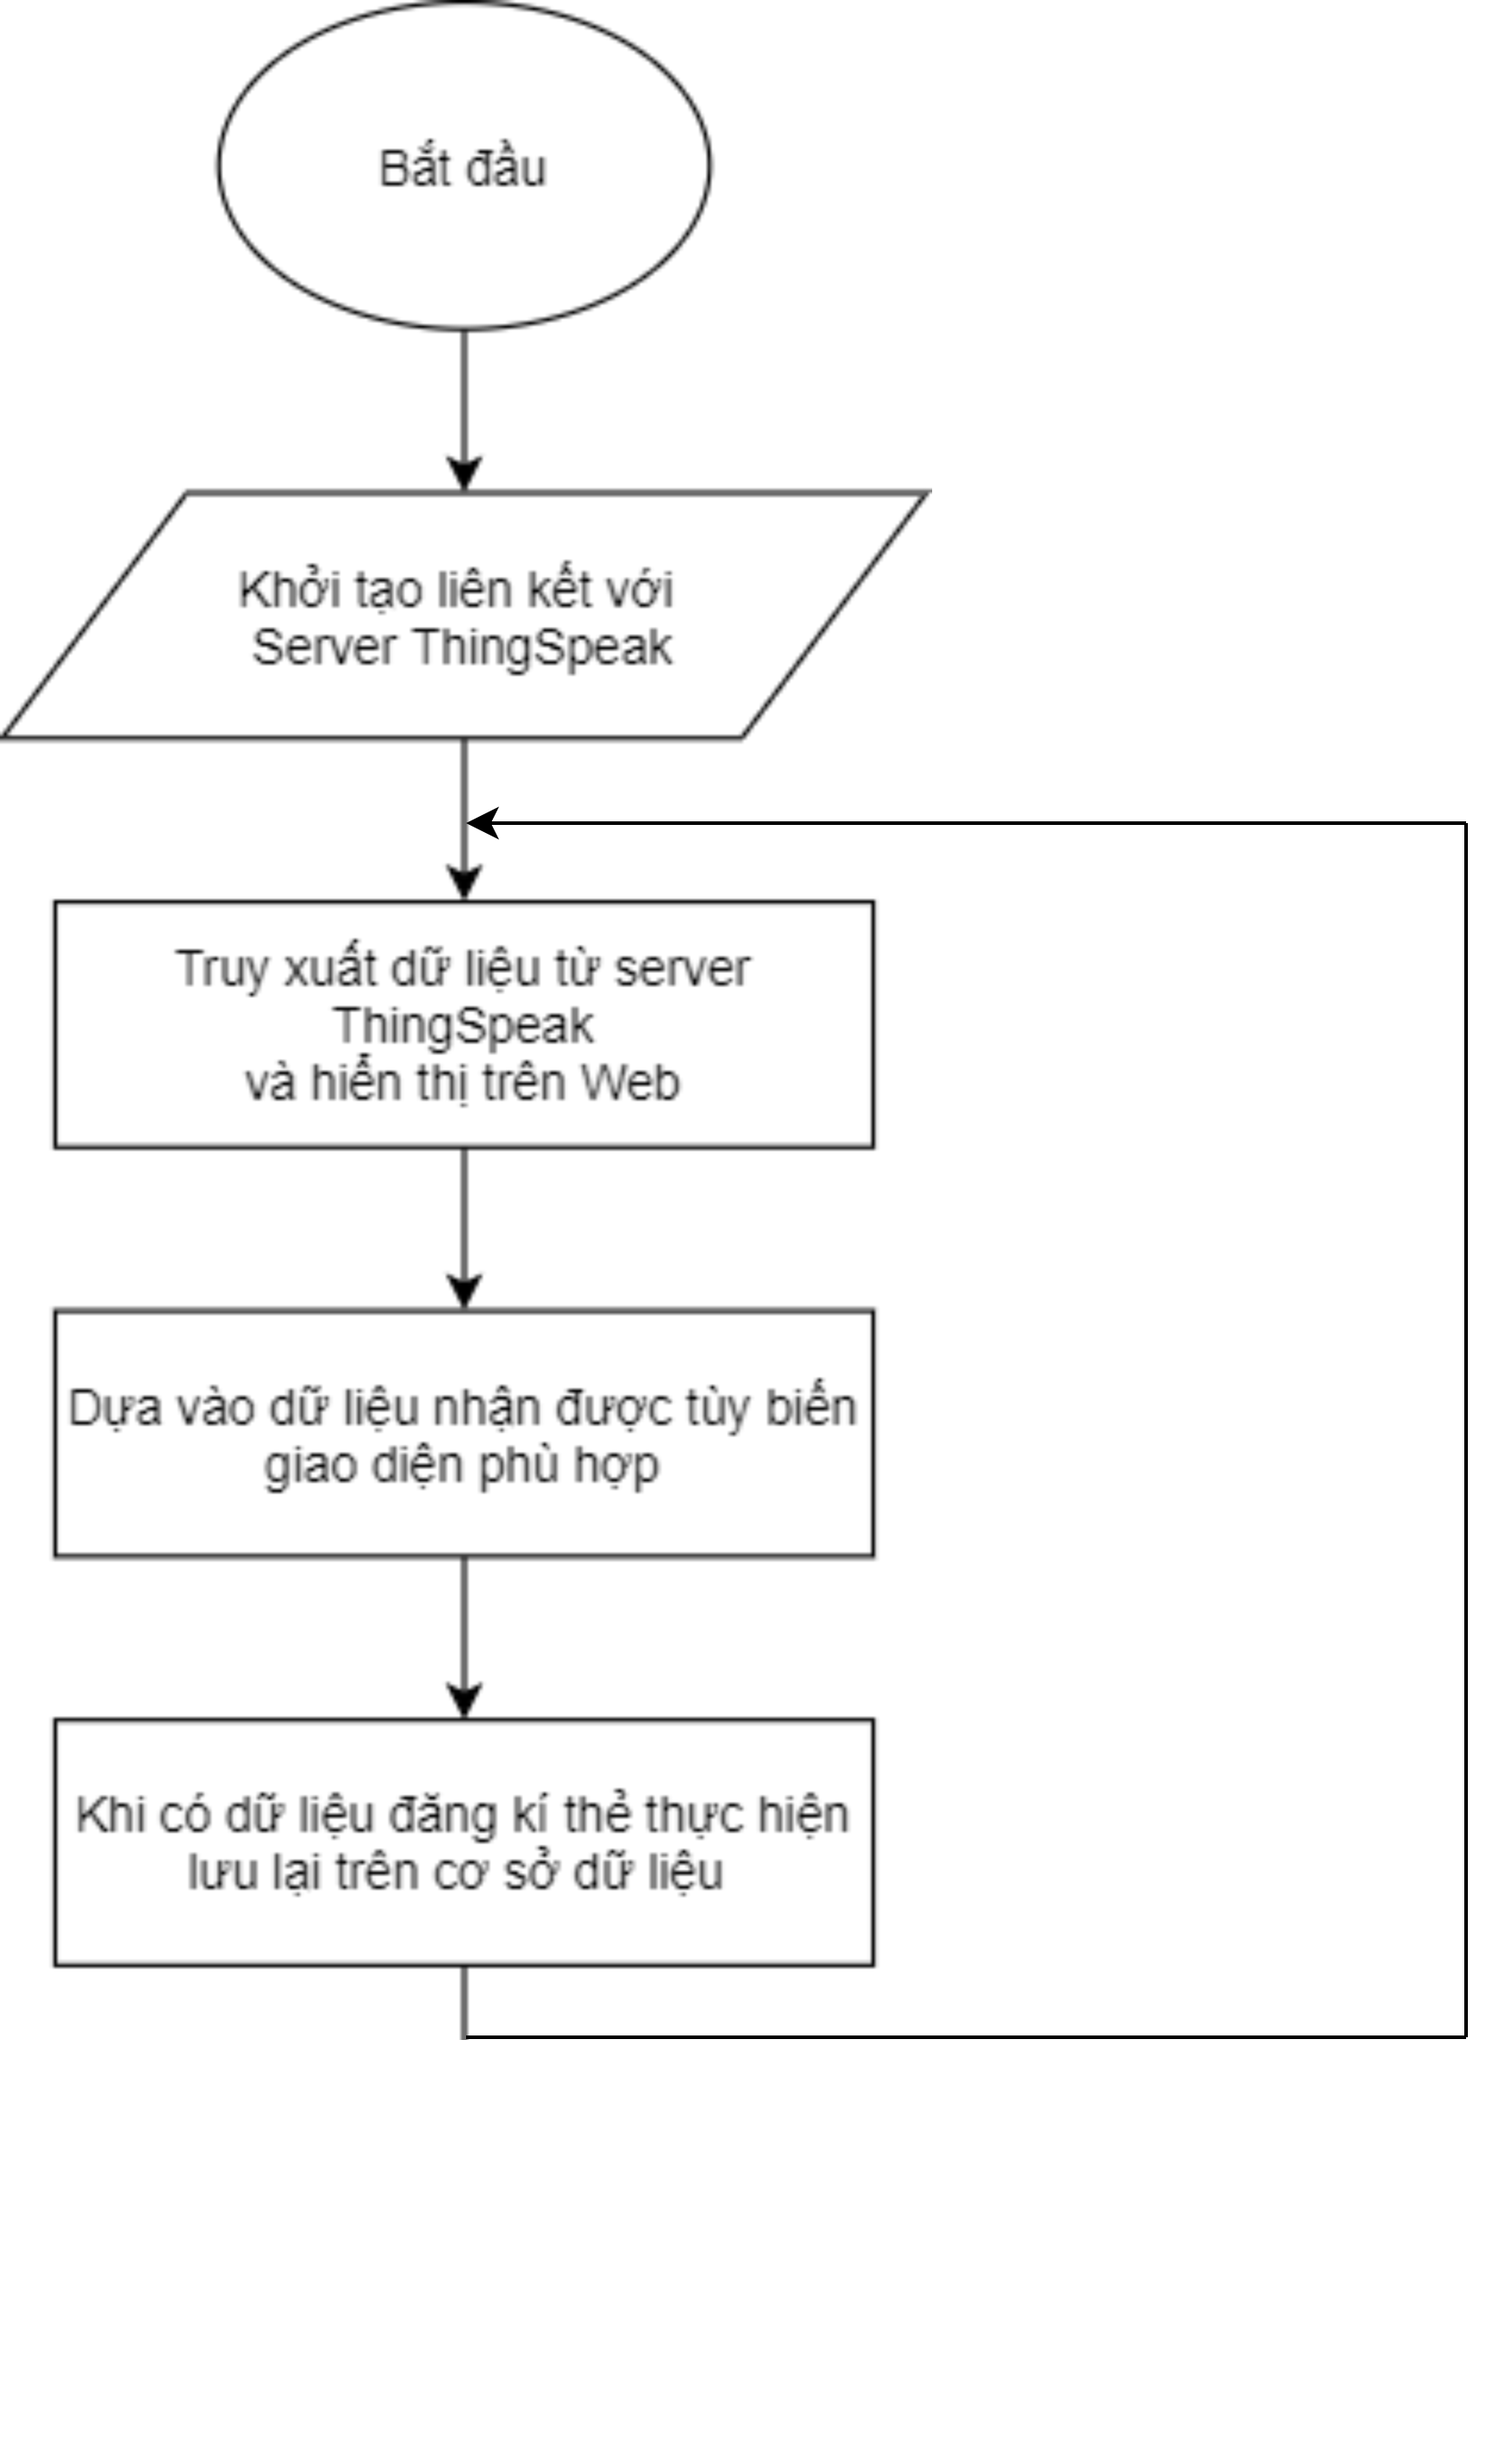 Bắt đầu
Khởi tạo liên kết với
Server ThingSpeak
Truy xuất dữ liệu từ server
ThingSpeak
và hiển thị trên Web
Dựa vào dữ liệu nhận được tùy biến
giao diện phù hợp
Khi có dữ liệu đăng kí thẻ thực hiện
lưu lại trên cơ sở dữ liệu